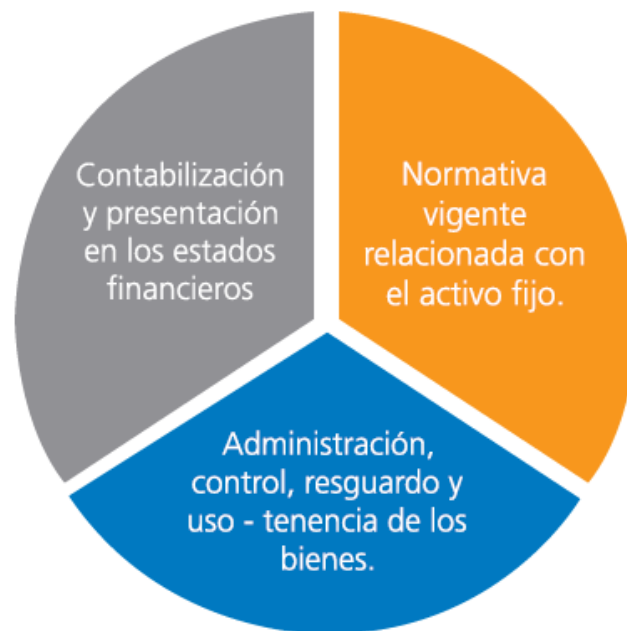 Contabilización
y presentación
en los estados
financieros
Normativa
vigente
relacionada con
el activo fijo.
Administración,
control, resguardo y
uso - tenencia de los
bienes.